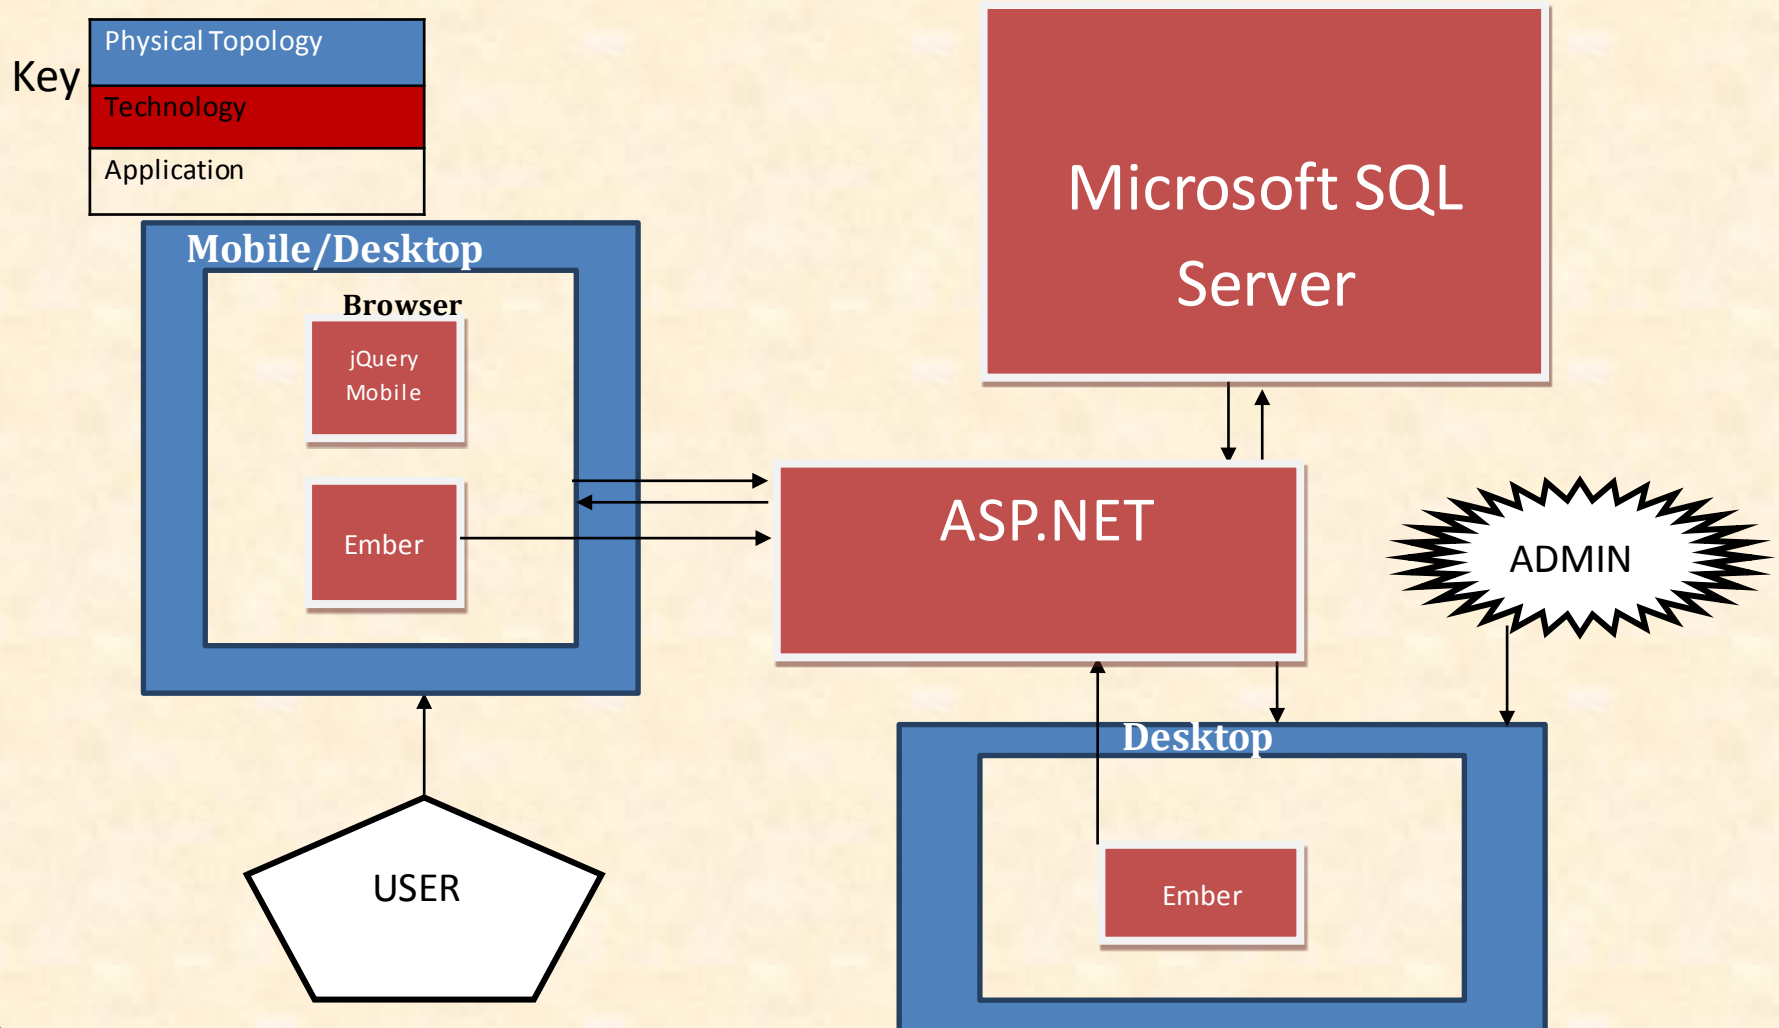 Key
Physical Topology
Technology
Application
Mobile/Desktop
Browser
jQuery
Mobile
Ember
USER
Microsoft SQL
Server
ASP.NET
ADMIN
Desktop
Ember